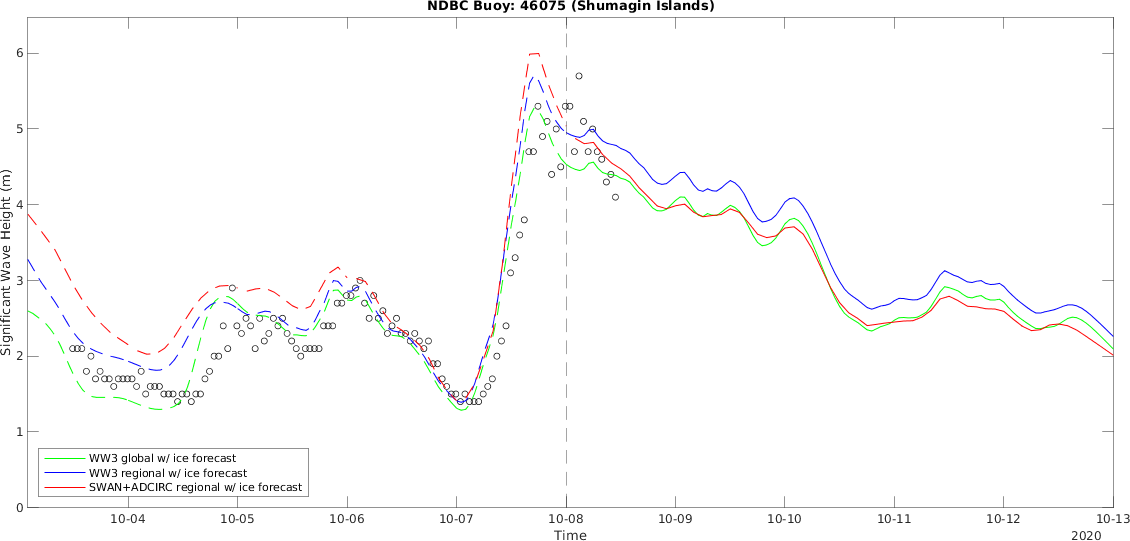 NDBC Buoy: 46075 (Shumagin Islands)
Significant Wave Height (m)
6
5
4
3
2
1
0
WW3 global w/ ice forecast
WW3 regional w/ ice forecast
SWAN+ADCIRC regional w/ ice forecast
10-04 10-05 10-06 10-07 10-08 10-09 10-10 10-11 10-12 10-13
Time
2020